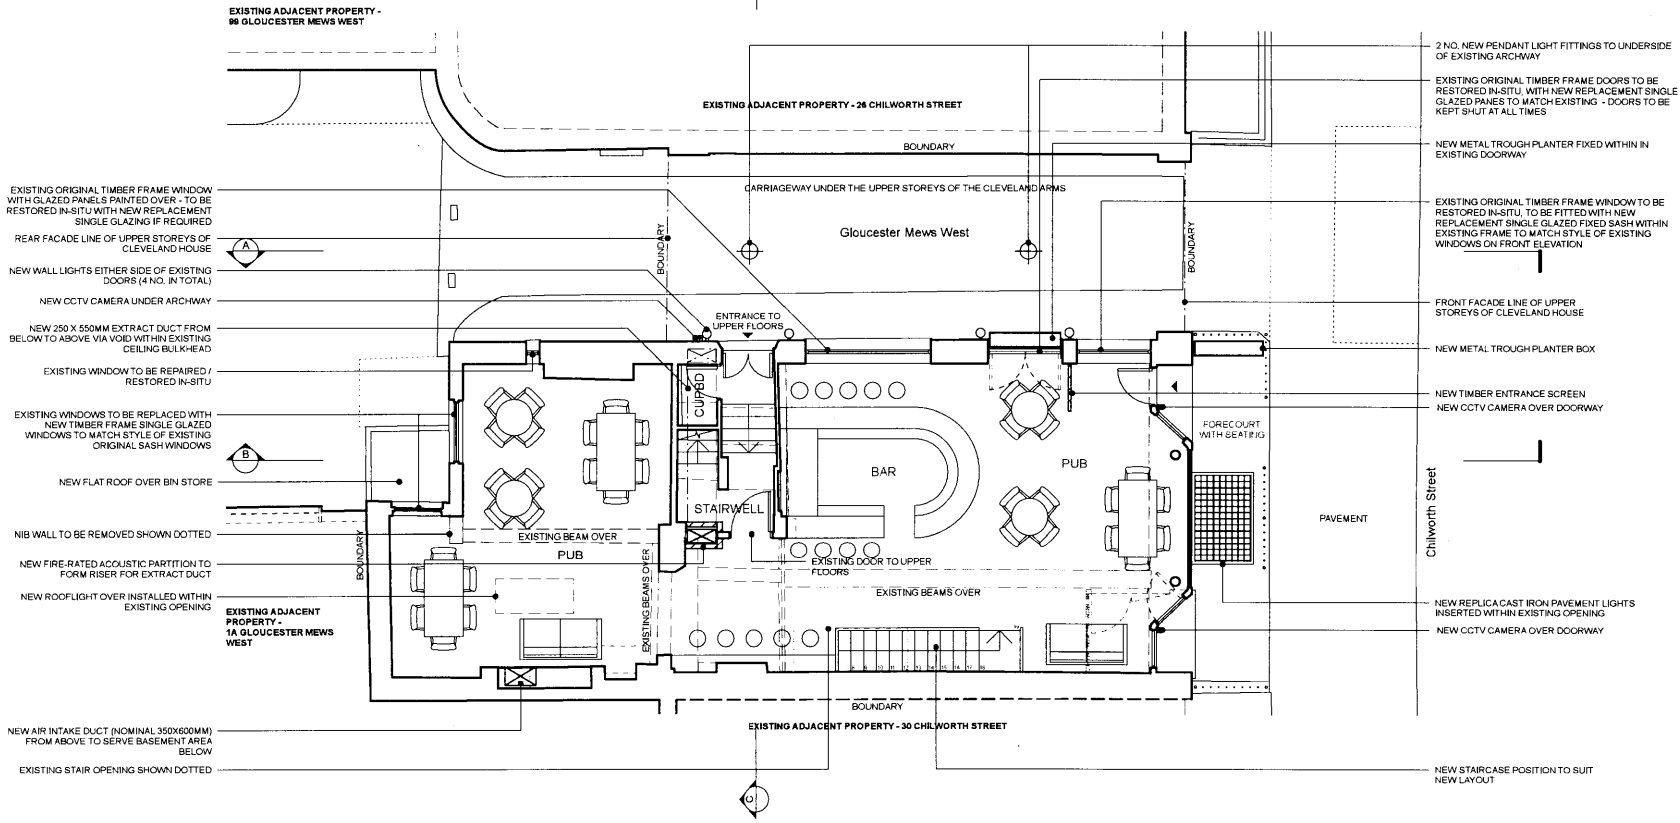 EXISTING ADJACENT PROPERTY -
99 GLOUCESTER MEWS WEST
2 NO. NEW PENDANT LIGHT FITTINGS TO UNDERSIDE
OF EXISTING ARCHWAY
EXISTING ORIGINAL TIMBER FRAME DOORS TO BE
RESTORED IN-SITU, WITH NEW REPLACEMENT SINGLE
GLAZED PANES TO MATCH EXISTING - DOORS TO BE
KEPT SHUT AT ALL TIMES
EXISTING ADJACENT PROPERTY - 26 CHILWORTH STREET
BOUNDARY
NEW METAL TROUGH PLANTER FIXED WITHIN IN
EXISTING DOORWAY
EXISTING ORIGINAL TIMBER FRAME WINDOW
WITH GLAZED PANELS PAINTED OVER - TO BE
RESTORED IN-SITU WITH NEW REPLACEMENT
SINGLE GLAZING IF REQUIRED
CARRIAGEWAY UNDER THE UPPER STOREYS OF THE CLEVELAND ARMS
EXISTING ORIGINAL TIMBER FRAME WINDOW TO BE
RESTORED IN-SITU, TO BE FITTED WITH NEW
REPLACEMENT SINGLE GLAZED FIXED SASH WITHIN
EXISTING FRAME TO MATCH STYLE OF EXISTING
WINDOWS ON FRONT ELEVATION
REAR FACADE LINE OF UPPER STOREYS OF
CLEVELAND HOUSE
A
BOUNDARY
Gloucester Mews West
BOUNDARY
NEW WALL LIGHTS EITHER SIDE OF EXISTING
DOORS (4 NO. IN TOTAL)
NEW CCTV CAMERA UNDER ARCHWAY
FRONT FACADE LINE OF UPPER
STOREYS OF CLEVELAND HOUSE
NEW 250 X 550MM EXTRACT DUCT FROM
BELOW TO ABOVE VIA VOID WITHIN EXISTING
CEILING BULKHEAD
ENTRANCE TO
UPPER FLOORS
NEW METAL TROUGH PLANTER BOX
EXISTING WINDOW TO BE REPAIRED /
RESTORED IN-SITU
CUPBD
NEW TIMBER ENTRANCE SCREEN
NEW CCTV CAMERA OVER DOORWAY
EXISTING WINDOWS TO BE REPLACED WITH
NEW TIMBER FRAME SINGLE GLAZED
WINDOWS TO MATCH STYLE OF EXISTING
ORIGINAL SASH WINDOWS
B
FORECOURT
WITH SEATING
BAR
PUB
NEW FLAT ROOF OVER BIN STORE
STAIRWELL
PAVEMENT
Chilworth Street
NIB WALL TO BE REMOVED SHOWN DOTTED
EXISTING BEAM OVER
PUB
BOUNDARY
NEW FIRE-RATED ACOUSTIC PARTITION TO
FORM RISER FOR EXTRACT DUCT
EXISTING DOOR TO UPPER
FLOORS
EXISTING BEAMS OVER
EXISTING BEAMS OVER
NEW ROOFLIGHT OVER INSTALLED WITHIN
EXISTING OPENING
EXISTING ADJACENT
PROPERTY -
1A GLOUCESTER MEWS
WEST
NEW REPLICA CAST IRON PAVEMENT LIGHTS
INSERTED WITHIN EXISTING OPENING
NEW CCTV CAMERA OVER DOORWAY
BOUNDARY
EXISTING ADJACENT PROPERTY - 30 CHILWORTH STREET
NEW AIR INTAKE DUCT (NOMINAL 350X600MM)
FROM ABOVE TO SERVE BASEMENT AREA
BELOW
EXISTING STAIR OPENING SHOWN DOTTED
NEW STAIRCASE POSITION TO SUIT
NEW LAYOUT
C